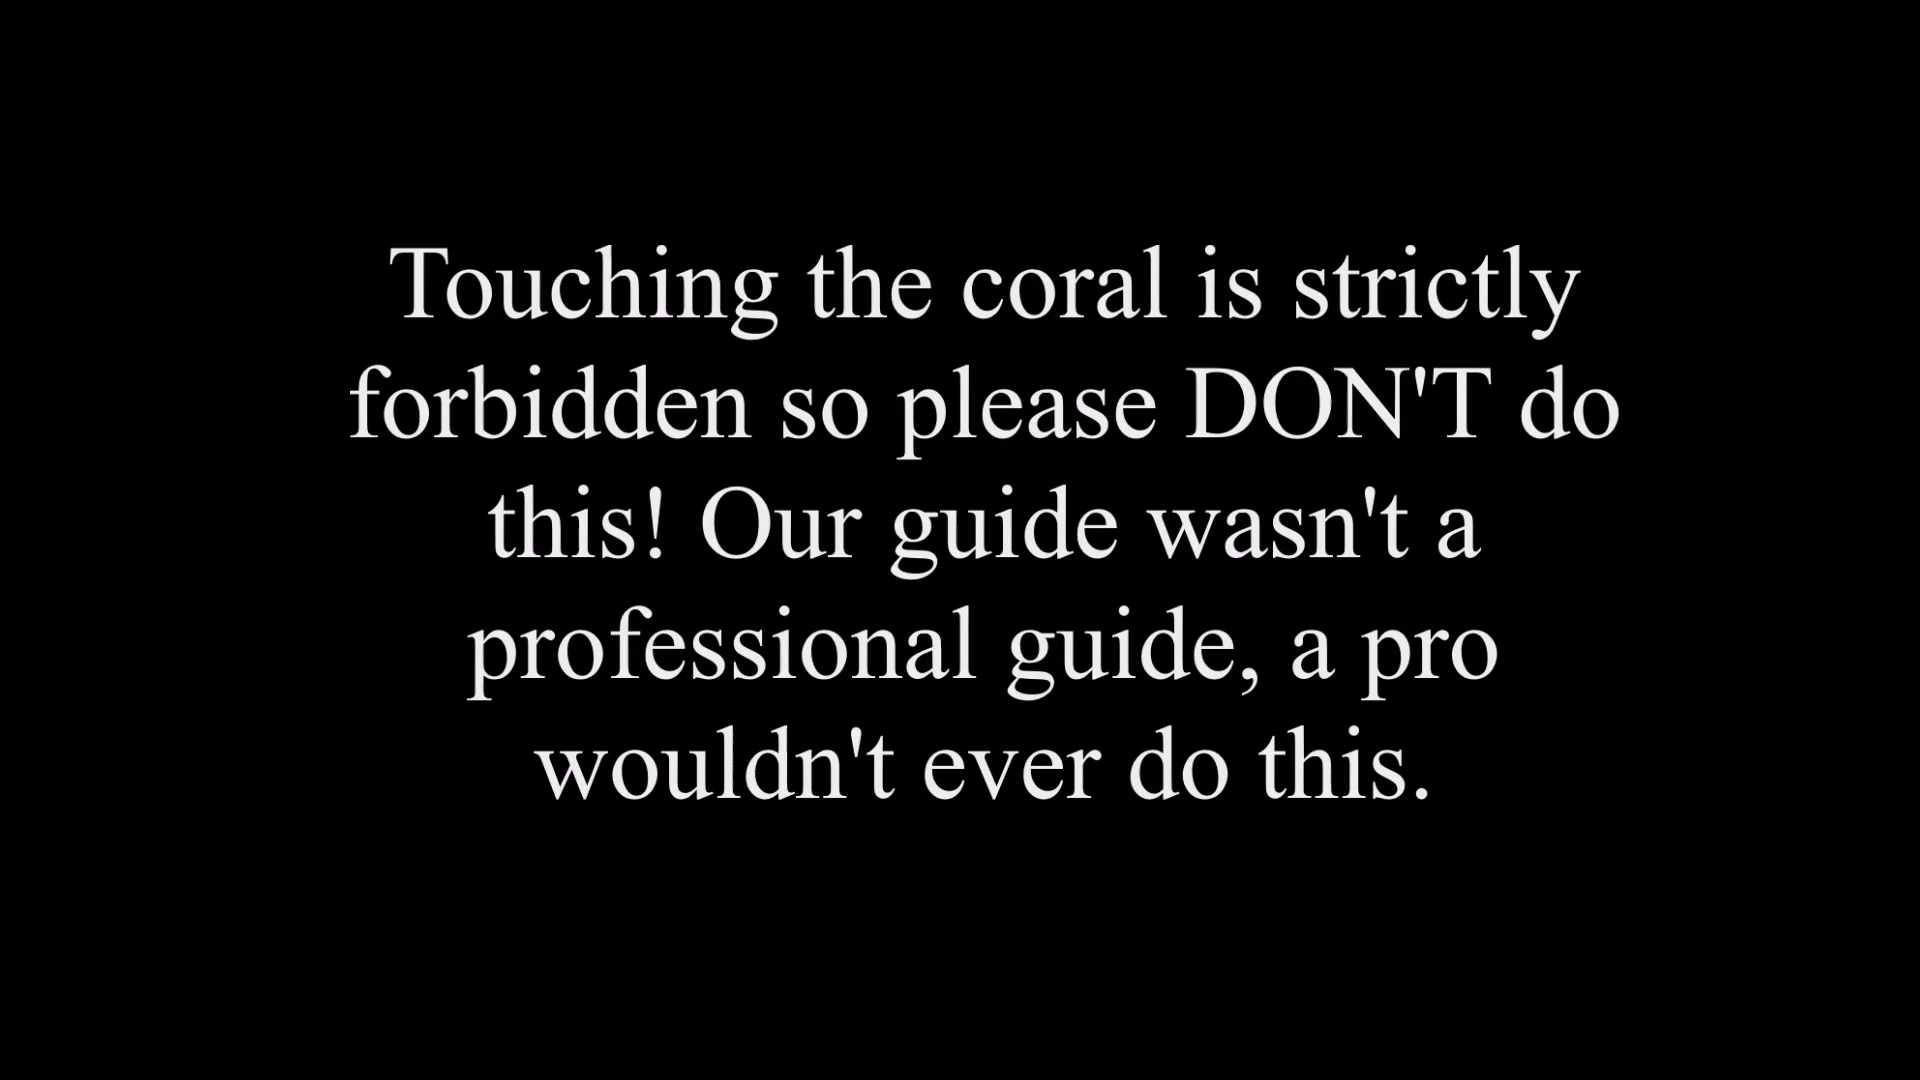 Touching the coral is strictly
forbidden so please DON'T do
this! Our guide wasn't a
professional guide, a pro
wouldn't ever do this.